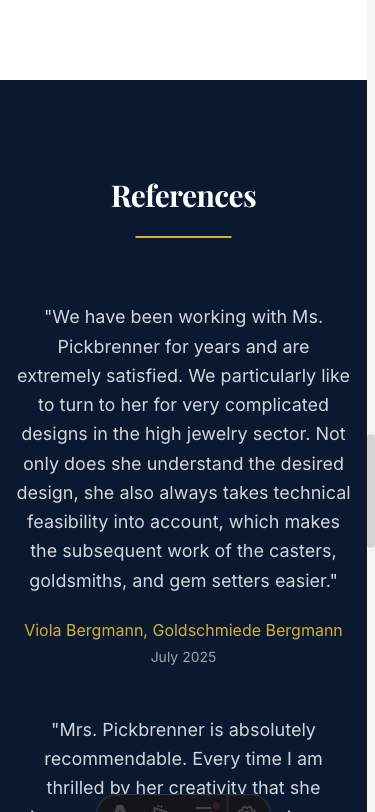 References
"We have been working with Ms.
Pickbrenner for years and are
extremely satisfied. We particularly like
to turn to her for very complicated
designs in the high jewelry sector. Not
only does she understand the desired
design, she also always takes technical
feasibility into account, which makes
the subsequent work of the casters,
goldsmiths, and gem setters easier."
Viola Bergmann, Goldschmiede Bergmann
July 2025
"Mrs. Pickbrenner is absolutely
recommendable. Every time I am
thrilled by her creativity that she